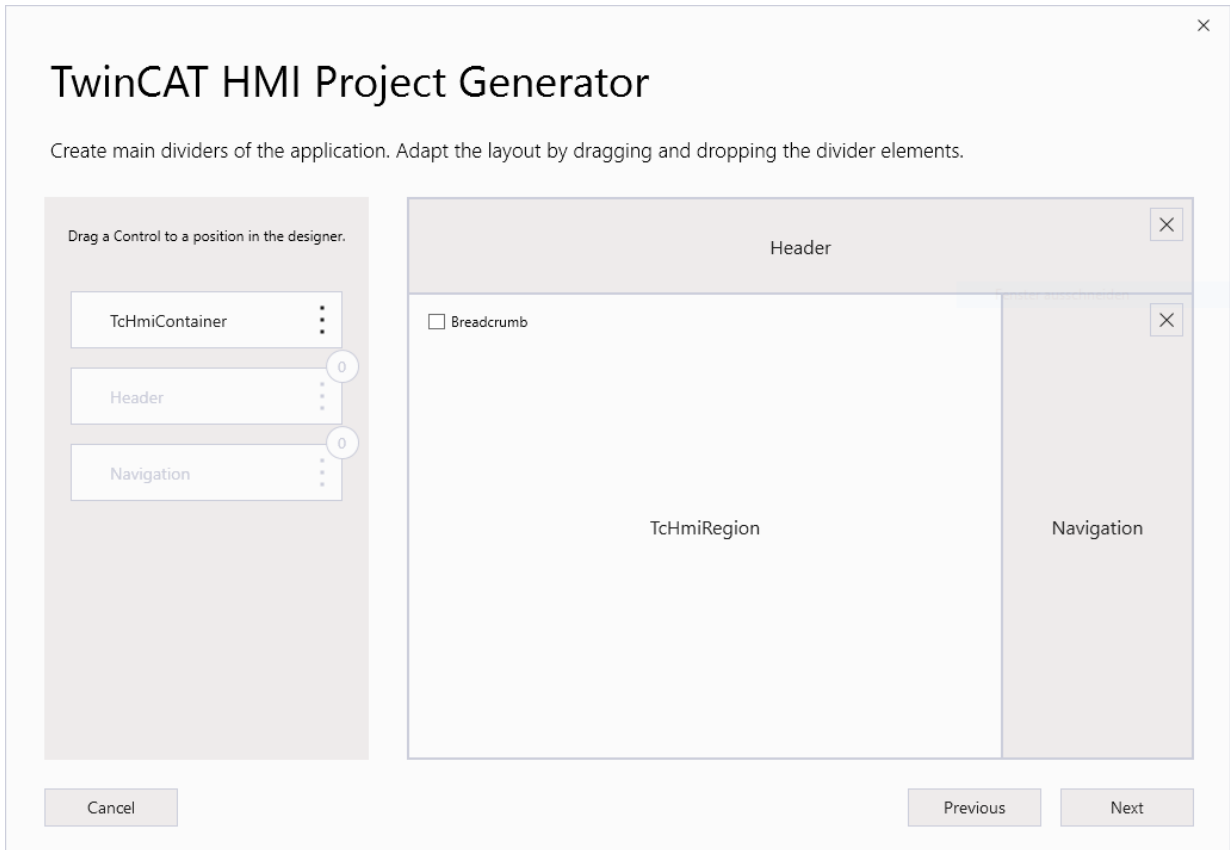 TwinCAT HMI Project Generator
Create main dividers of the application. Adapt the layout by dragging and dropping the divider elements.
Drag a Control to a position in the designer.
TcHmiContainer
0
Header
0
Navigation
Header
Breadcrumb
TcHmiRegion
Navigation
Cancel
Previous
Next